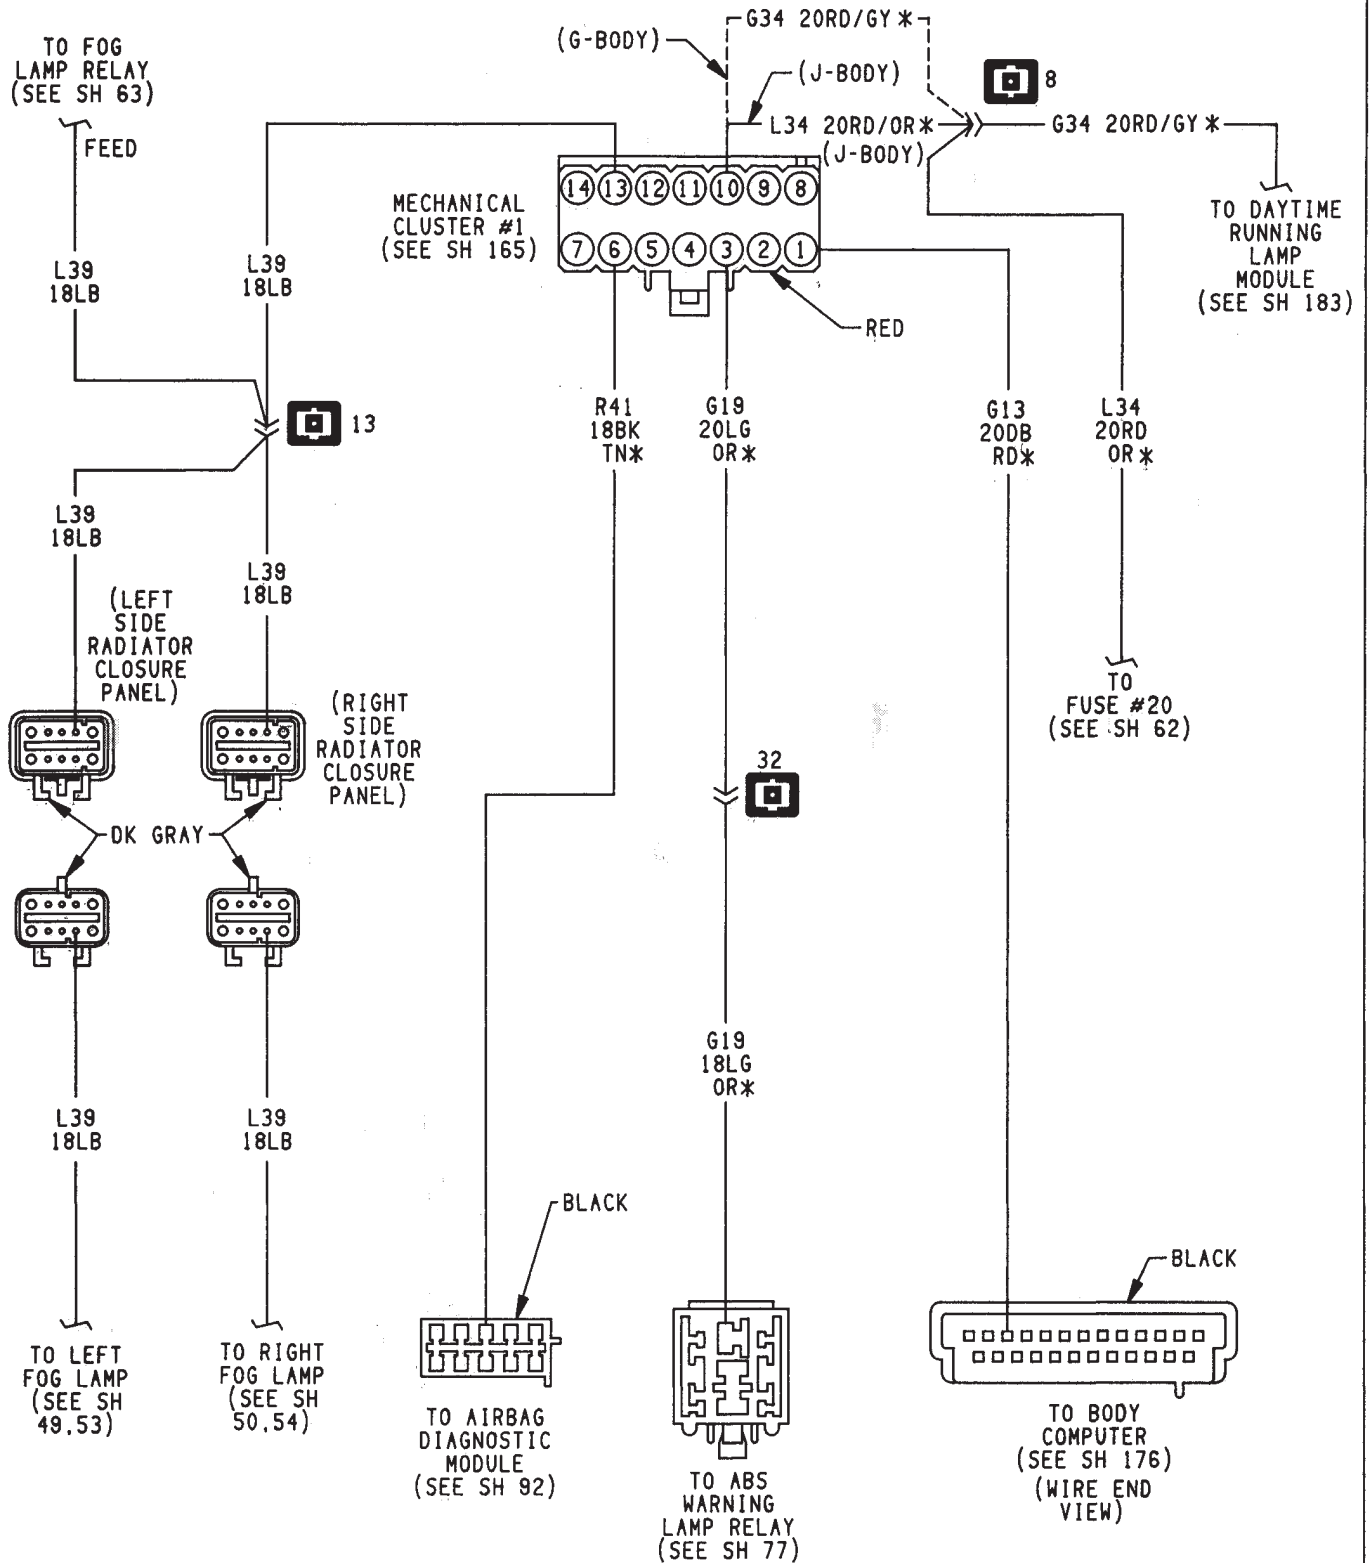 TO FOG
LAMP RELAY
(SEE SH 63)
FEED
(G-BODY)
G34 20RD/GY*
(J-BODY)
8
L34 20RD/OR*
(J-BODY)
G34 20RD/GY*
TO DAYTIME
RUNNING
LAMP
MODULE
(SEE SH 183)
MECHANICAL
CLUSTER #1
(SEE SH 165)
14 13 12 11 10 9 8
7 6 5 4 3 2 1
RED
L39
18LB
L39
18LB
13
R41
18BK
TN*
G19
20LG
OR*
G13
20DB
RD*
L34
20RD
OR*
L39
18LB
L39
18LB
(LEFT
SIDE
RADIATOR
CLOSURE
PANEL)
(RIGHT
SIDE
RADIATOR
CLOSURE
PANEL)
TO
FUSE #20
(SEE SH 62)
32
DK GRAY
G19
18LG
OR*
L39
18LB
L39
18LB
BLACK
BLACK
TO LEFT
FOG LAMP
(SEE SH
49,53)
TO RIGHT
FOG LAMP
(SEE SH
50,54)
TO AIRBAG
DIAGNOSTIC
MODULE
(SEE SH 92)
TO ABS
WARNING
LAMP RELAY
(SEE SH 77)
TO BODY
COMPUTER
(SEE SH 176)
(WIRE END
VIEW)